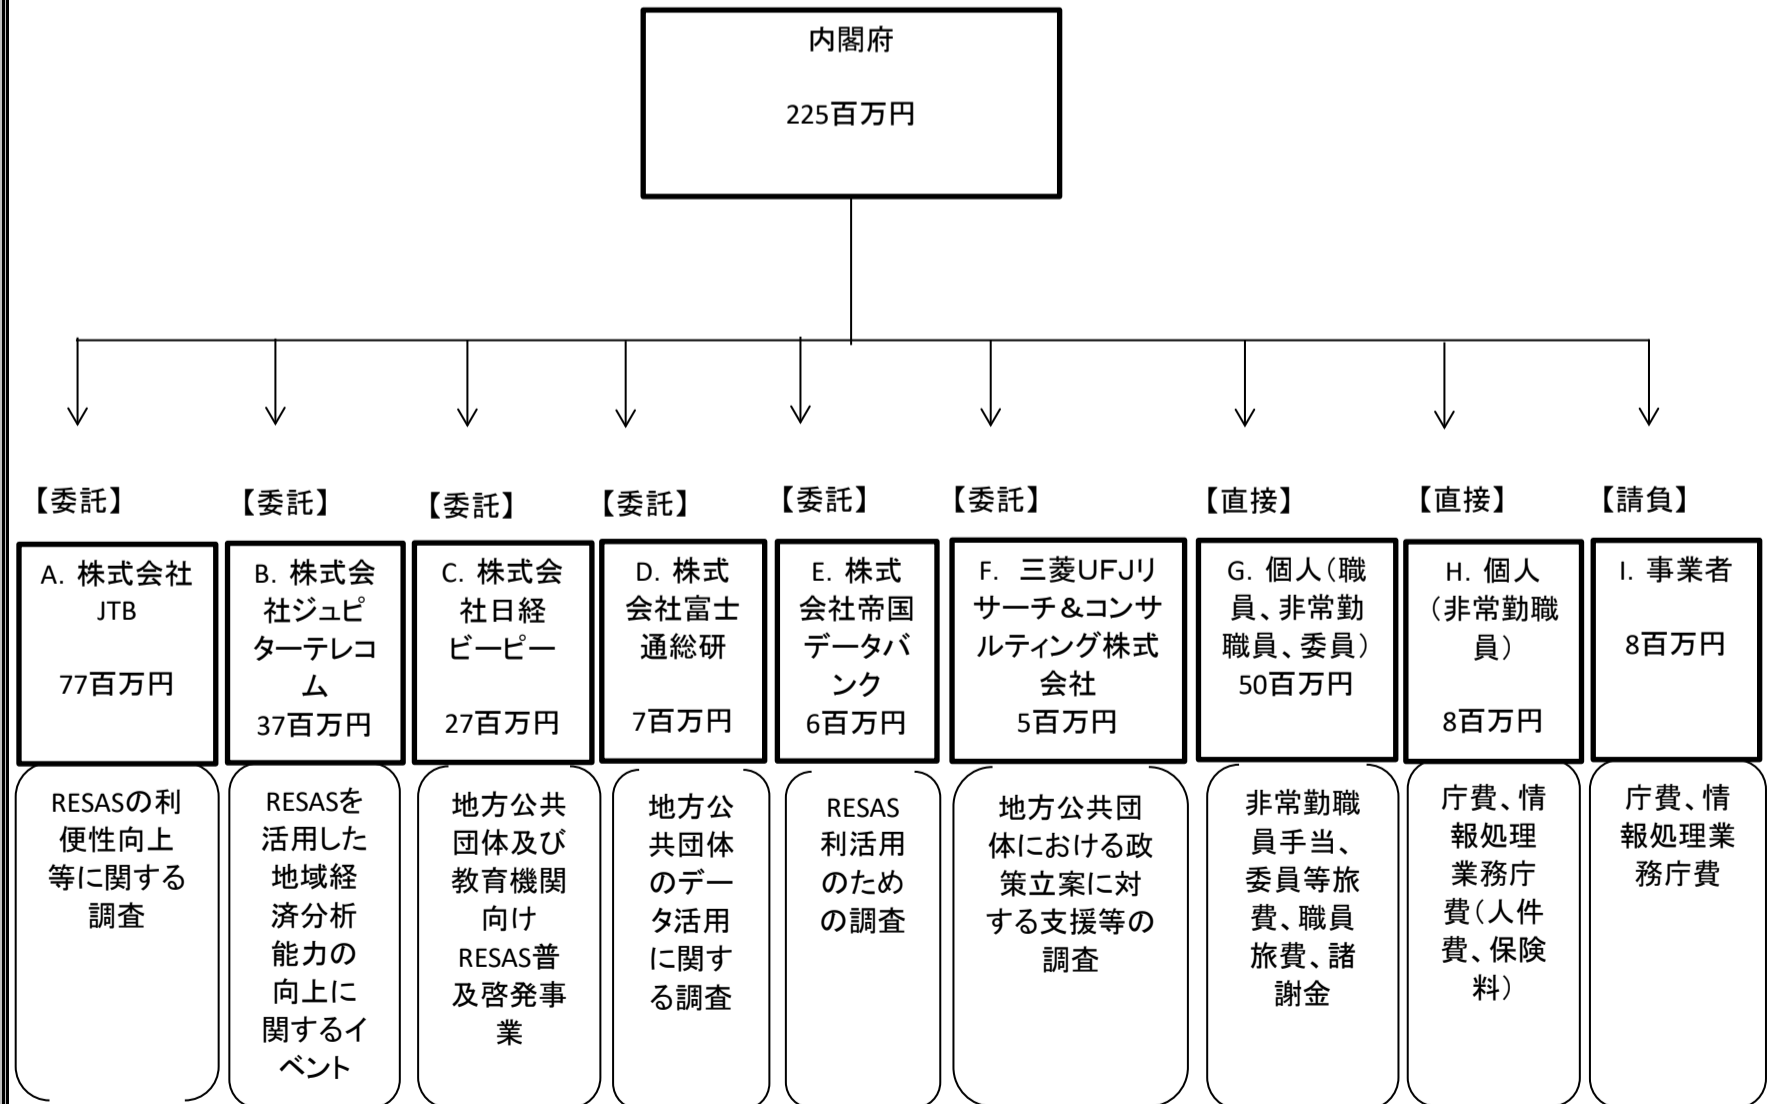 内閣府
225百万円
【委託】
【委託】
【委託】
【委託】
【委託】
【委託】
【直接】
【直接】
【請負】
A. 株式会社
JTB
77百万円
B. 株式会
社ジュピ
ターテレコ
ム
37百万円
C. 株式会
社日経
ビーピー
27百万円
D. 株式
会社富士
通総研
7百万円
E. 株式
会社帝国
データバ
ンク
6百万円
F. 三菱UFJリ
サーチ&コンサ
ルティング株式
会社
5百万円
G. 個人(職
員、非常勤
職員、委員)
50百万円
H. 個人
(非常勤職
員)
8百万円
I. 事業者
8百万円
RESASの利
便性向上
等に関する
調査
RESASを
活用した
地域経
済分析
能力の
向上に
関するイ
ベント
地方公共
団体及び
教育機関
向け
RESAS普
及啓発事
業
地方公
共団体
のデー
タ活用
に関す
る調査
RESAS
利活用
のため
の調査
地方公共団
体における政
策立案に対
する支援等の
調査
非常勤職
員手当、
委員等旅
費、職員
旅費、諸
謝金
庁費、情
報処理
業務庁
費(人件
費、保険
料)
庁費、情
報処理業
務庁費